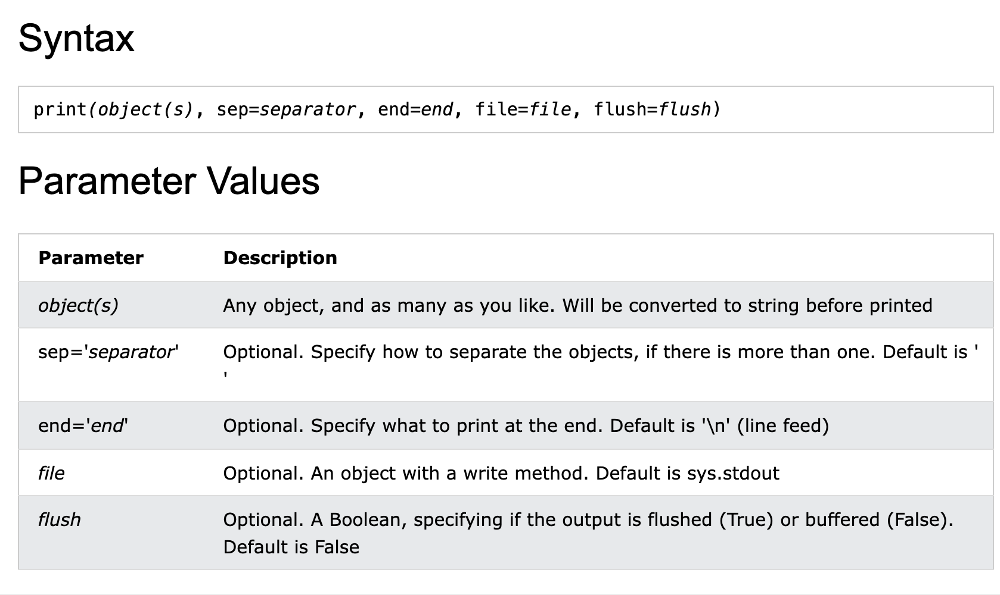 Syntax
print(object(s), sep=separator, end=end, file=file, flush=flush)
Parameter Values
Parameter Description
object(s) Any object, and as many as you like. Will be converted to string before printed
sep='separator' Optional. Specify how to separate the objects, if there is more than one. Default is '
'
end='end' Optional. Specify what to print at the end. Default is '\n' (line feed)
file Optional. An object with a write method. Default is sys.stdout
flush Optional. A Boolean, specifying if the output is flushed (True) or buffered (False).
Default is False